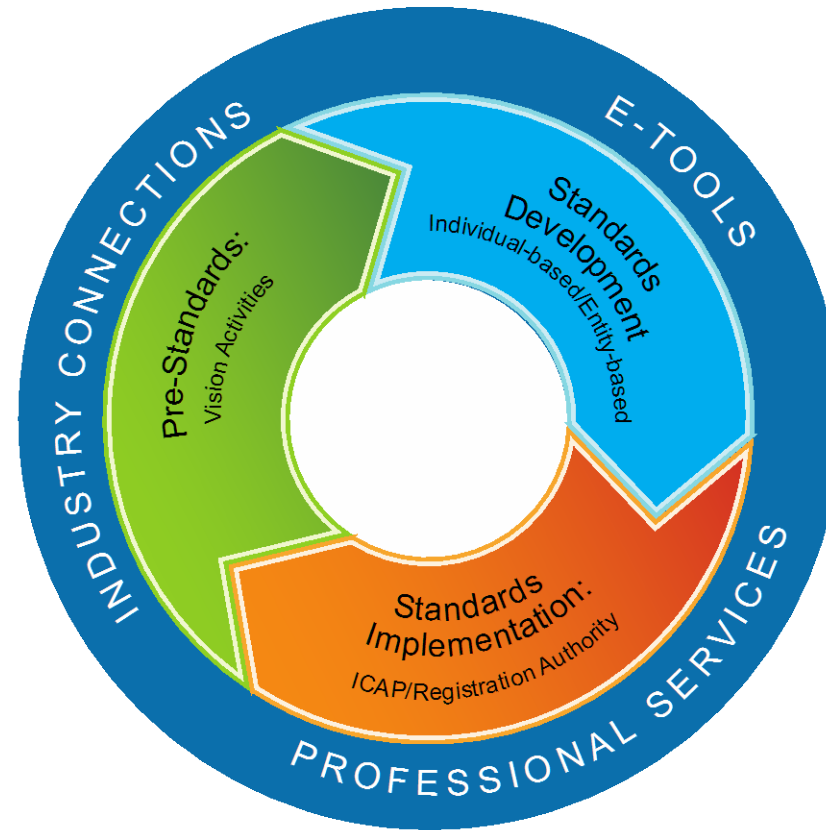 INDUSTRY CONNECTIONS
E-TOOLS
Pre-Standards:
Vision Activities
Standards
Development
Individual-based/Entity-based
Standards
Implementation:
ICAP/Registration Authority
PROFESSIONAL SERVICES